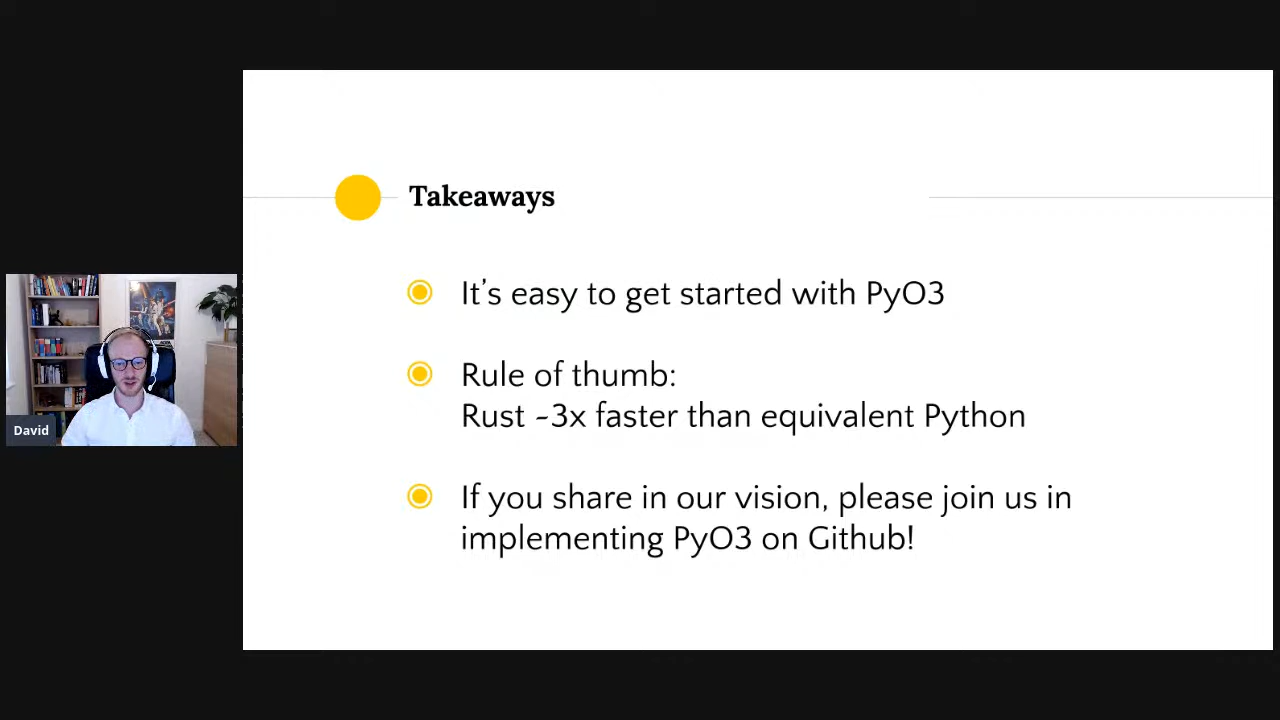 Takeaways
It's easy to get started with PyO3
Rule of thumb:
Rust ~3x faster than equivalent Python
If you share in our vision, please join us in
implementing PyO3 on Github!
David